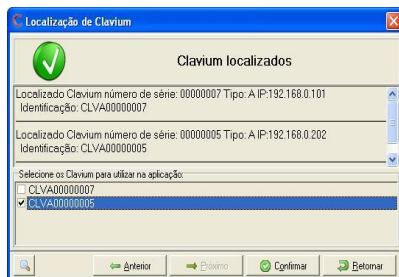 Localização de Clavium
Clavium localizados
Localizado Clavium número de série: 00000007 Tipo: A IP:192.168.0.101
Identificação: CLVA00000007
Localizado Clavium número de série: 00000005 Tipo: A IP:192.168.0.202
Identificação: CLVA00000005
Selecione os Clavium para utilizar na aplicação:
CLVA00000007
CLVA00000005
Anterior
Próximo
Confirmar
Retornar